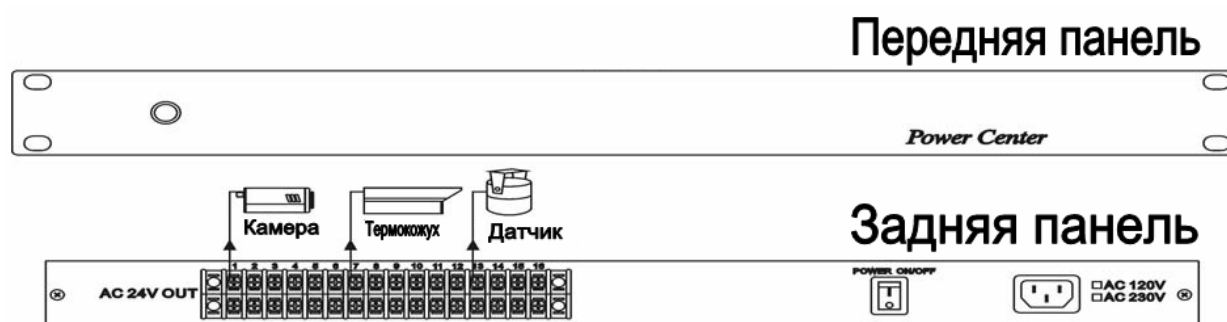 Передняя панель
Power Center
Камера Термокожух Датчик
Задняя панель
1 2 3 4 5 6 7 8 9 10 11 12 13 14 15 16
POWER ON/OFF
AC 24V OUT
□AC 120V
□AC 230V